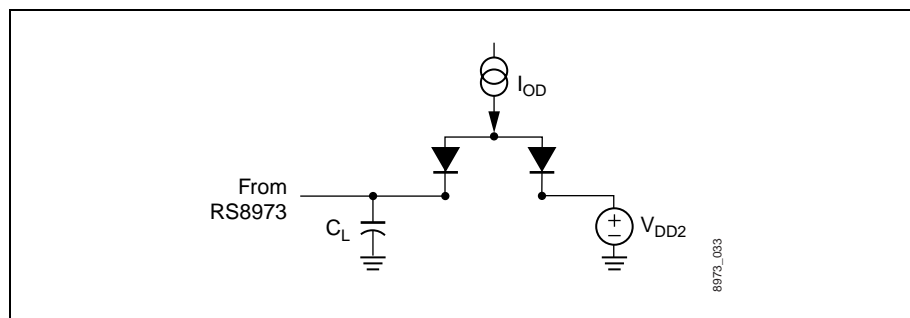 I_OD
From
RS8973
C_L
+
−
V_DD2
8973_033